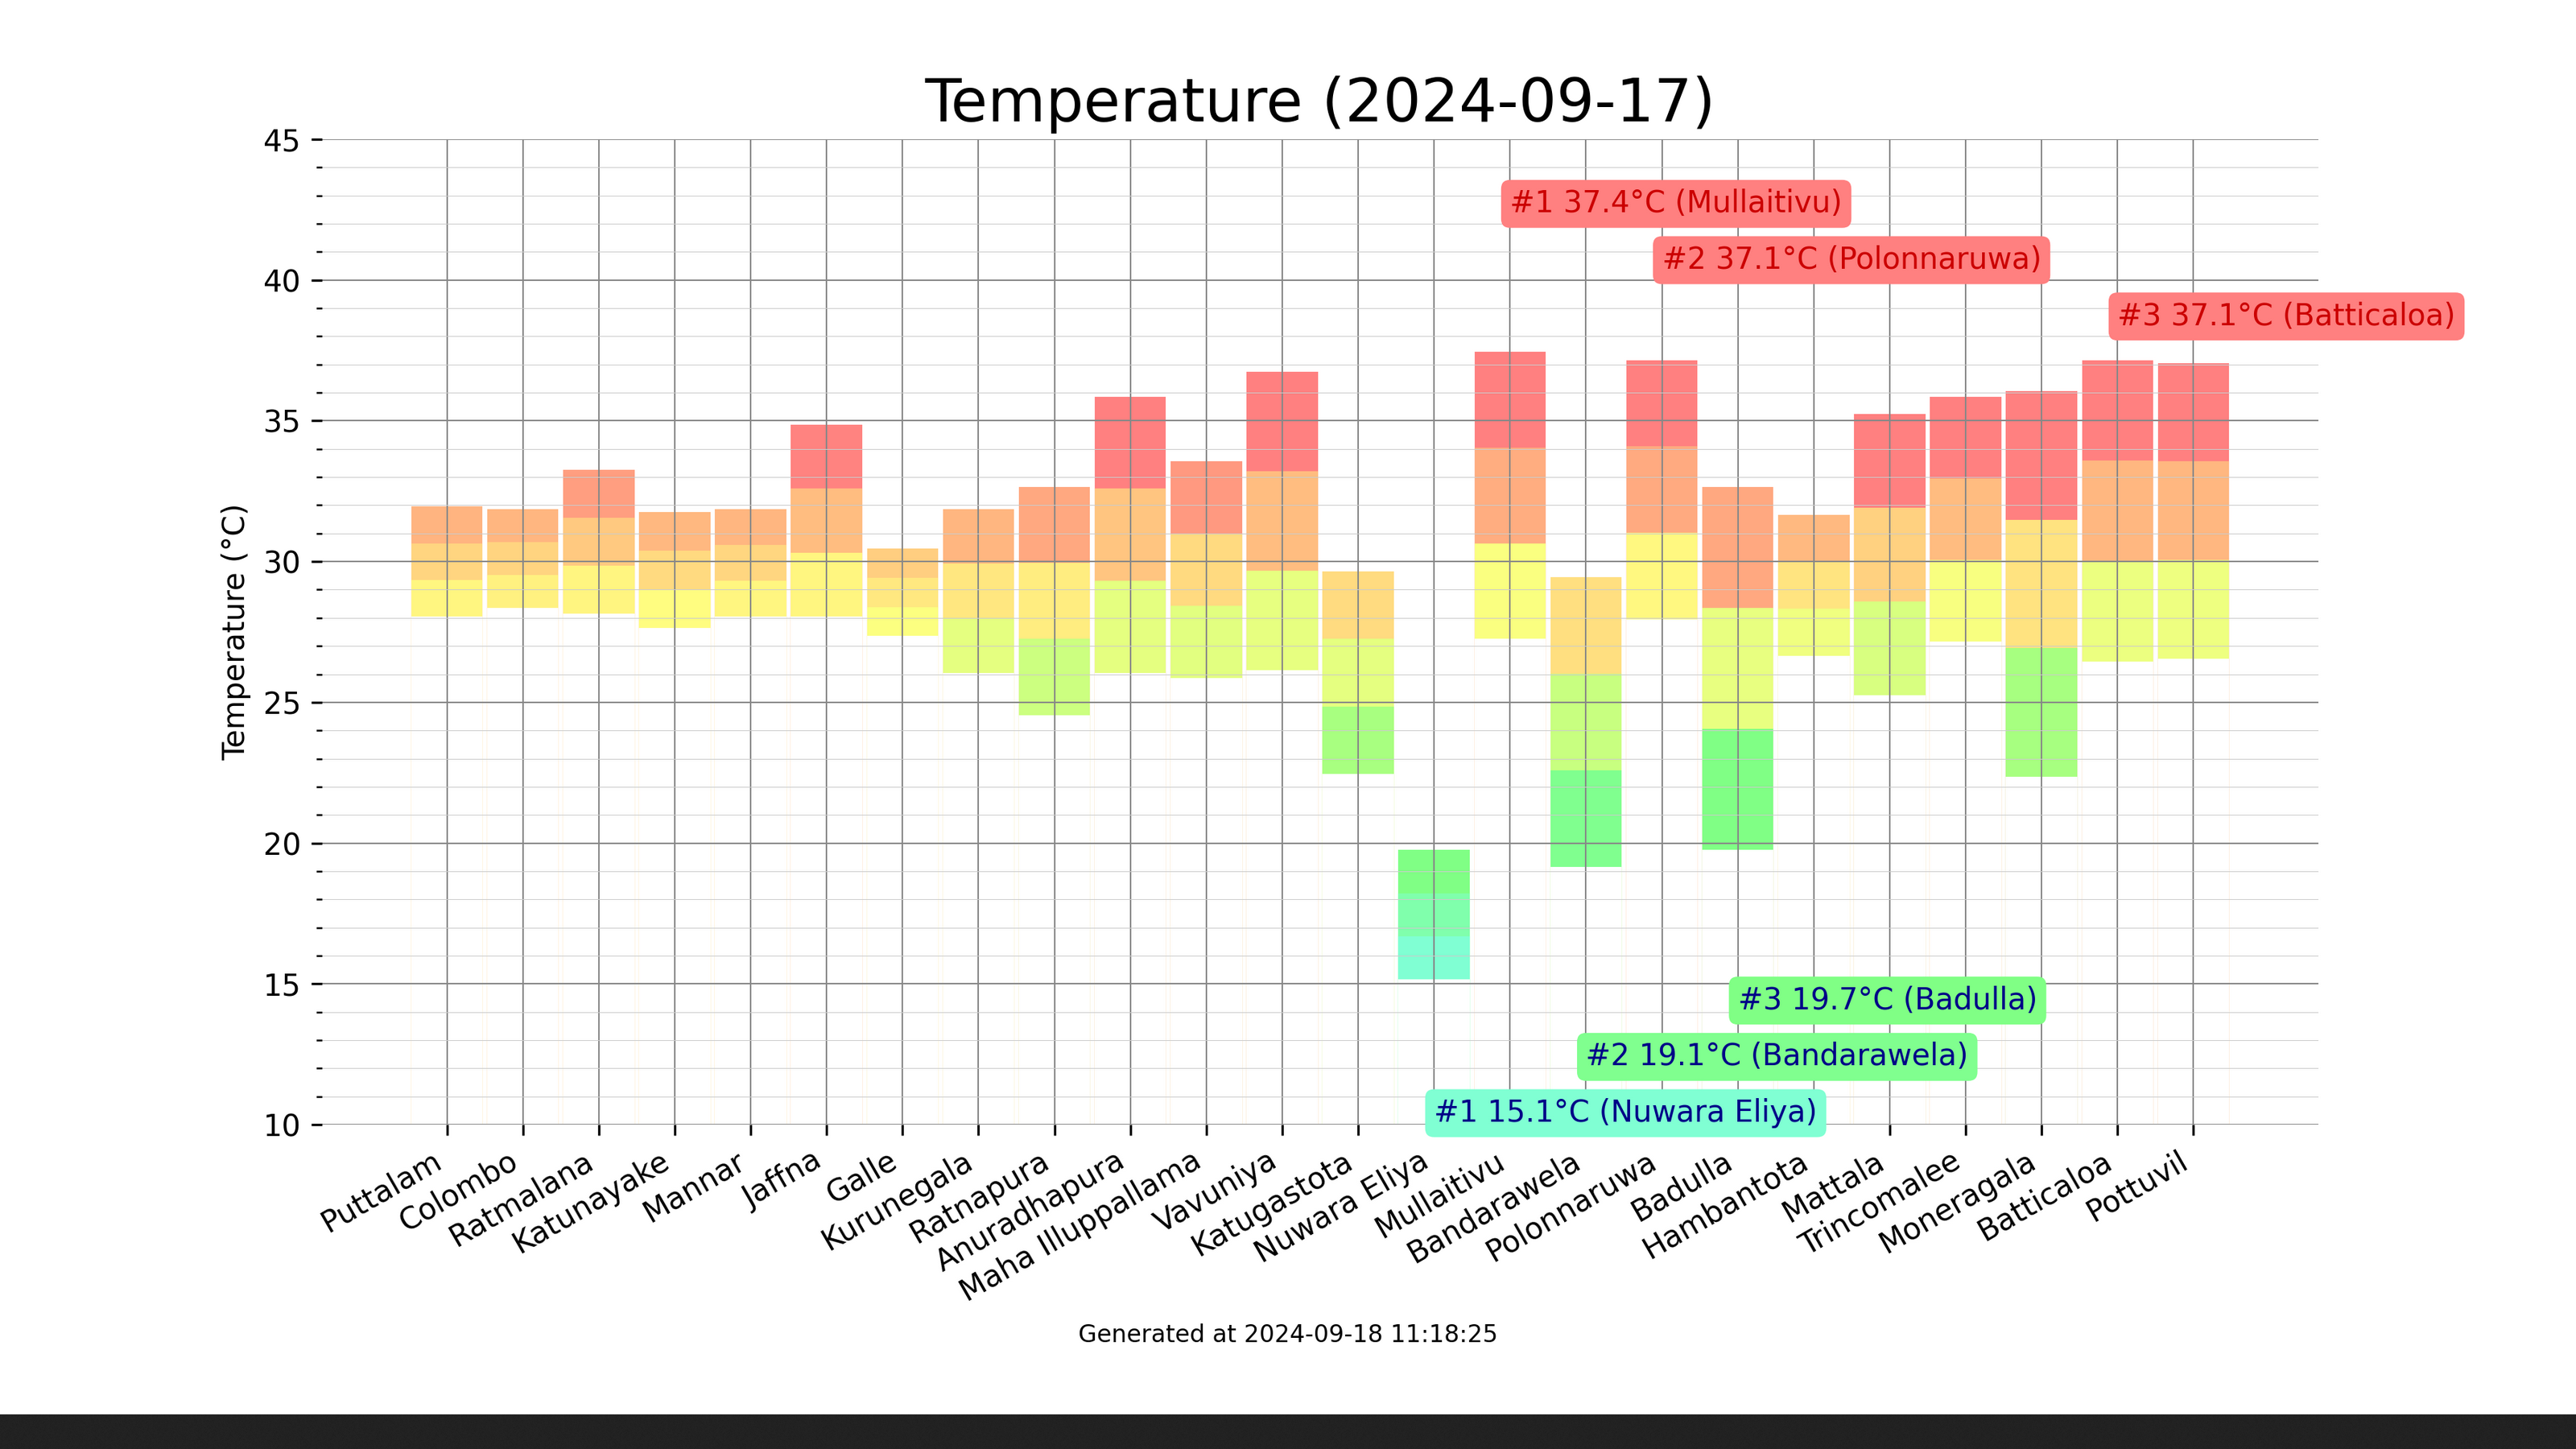 Temperature (2024-09-17)
45
40
35
30
25
20
15
10
Temperature (°C)
#1 37.4°C (Mullaitivu)
#2 37.1°C (Polonnaruwa)
#3 37.1°C (Batticaloa)
#3 19.7°C (Badulla)
#2 19.1°C (Bandarawela)
#1 15.1°C (Nuwara Eliya)
Puttalam
Colombo
Ratmalana
Katunayake
Mannar
Jaffna
Galle
Kurunegala
Ratnapura
Anuradhapura
Maha Illuppallama
Vavuniya
Katugastota
Nuwara Eliya
Mullaitivu
Bandarawela
Polonnaruwa
Badulla
Hambantota
Mattala
Trincomalee
Moneragala
Batticaloa
Pottuvil
Generated at 2024-09-18 11:18:25